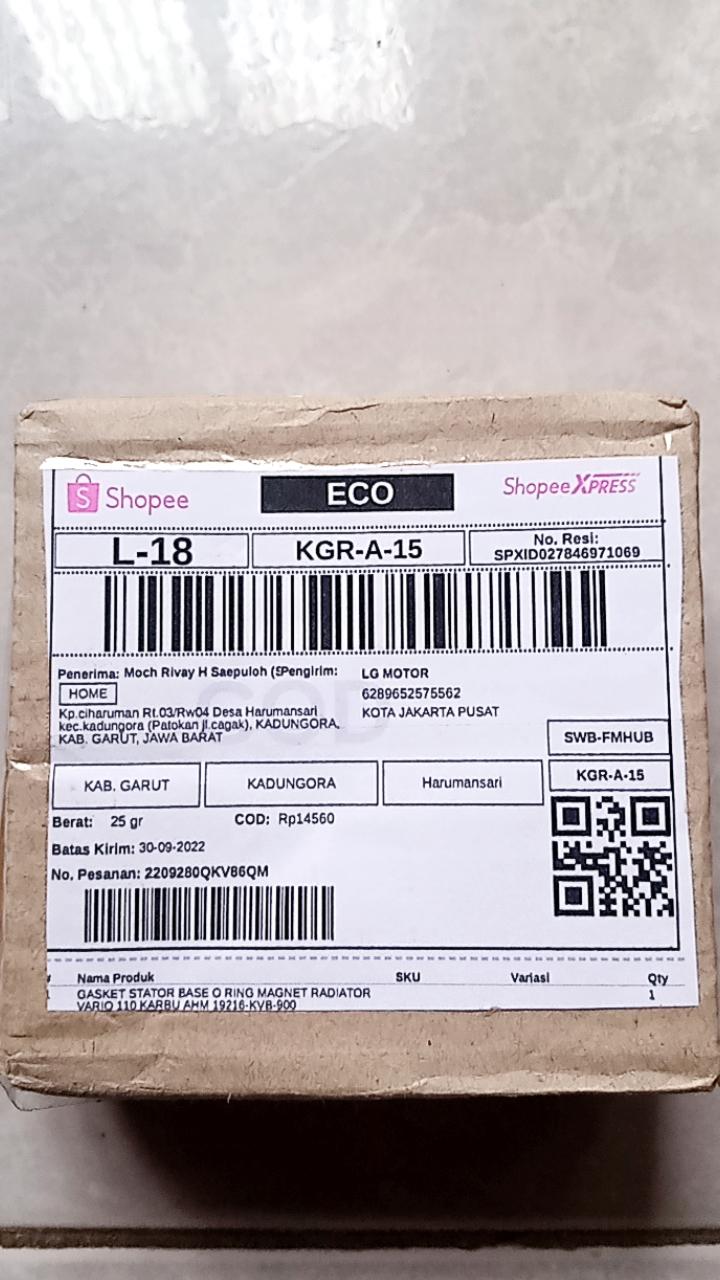 Shopee
ECO
Shopee XPRESS
L-18
KGR-A-15
No. Resi:
SPXID027846971069
Penerima: Moch Rivay H Saepuloh (S
Pengirim: LG MOTOR
HOME
6289652575562
Kp.ciharuman Rt.03/Rw04 Desa Harumansari
KOTA JAKARTA PUSAT
kec.kadungora (Patokan jl.cagak), KADUNGORA,
KAB. GARUT, JAWA BARAT
COD
SWB-FMHUB
KGR-A-15
KAB. GARUT
KADUNGORA
Harumansari
Berat: 25 gr
COD: Rp14560
Batas Kirim: 30-09-2022
No. Pesanan: 2209280QKV86QM
# Nama Produk SKU Variasi Qty
1 GASKET STATOR BASE O RING MAGNET RADIATOR 1
VARIO 110 KARBU AHM 19216-KVB-900